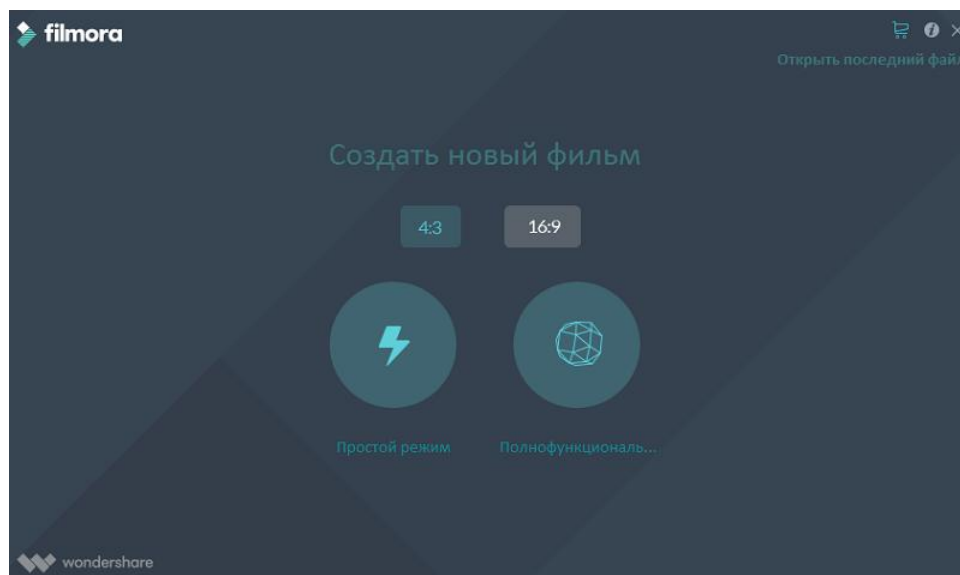 filmora
Открыть последний файл
Создать новый фильм
4:3
16:9
Простой режим
Полнофункциональ...
wondershare